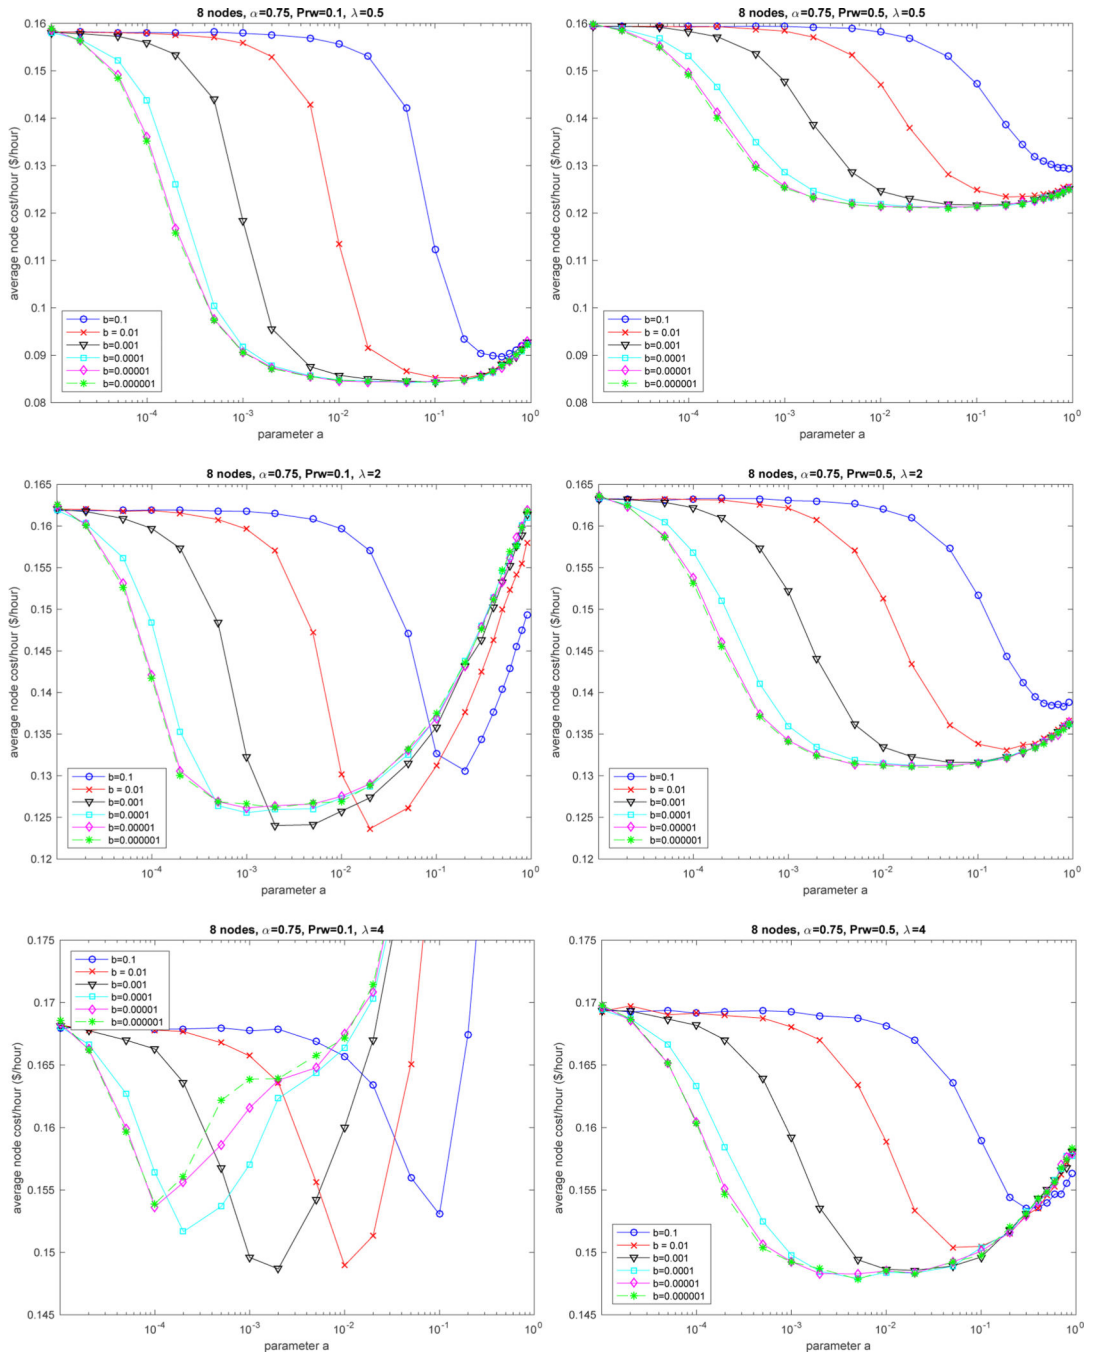 8 nodes, α=0.75, Prw=0.1, λ=0.5
average node cost/hour ($/hour)
0.16
0.15
0.14
0.13
0.12
0.11
0.1
0.09
0.08
b=0.1
b = 0.01
b=0.001
b=0.0001
b=0.00001
b=0.000001
10-4
10-3
10-2
10-1
100
parameter a
8 nodes, α=0.75, Prw=0.5, λ=0.5
average node cost/hour ($/hour)
0.16
0.15
0.14
0.13
0.12
0.11
0.1
0.09
0.08
b=0.1
b = 0.01
b=0.001
b=0.0001
b=0.00001
b=0.000001
10-4
10-3
10-2
10-1
100
parameter a
8 nodes, α=0.75, Prw=0.1, λ=2
average node cost/hour ($/hour)
0.165
0.16
0.155
0.15
0.145
0.14
0.135
0.13
0.125
0.12
b=0.1
b = 0.01
b=0.001
b=0.0001
b=0.00001
b=0.000001
10-4
10-3
10-2
10-1
100
parameter a
8 nodes, α=0.75, Prw=0.5, λ=2
average node cost/hour ($/hour)
0.165
0.16
0.155
0.15
0.145
0.14
0.135
0.13
0.125
0.12
b=0.1
b = 0.01
b=0.001
b=0.0001
b=0.00001
b=0.000001
10-4
10-3
10-2
10-1
100
parameter a
8 nodes, α=0.75, Prw=0.1, λ=4
average node cost/hour ($/hour)
0.175
0.17
0.165
0.16
0.155
0.15
0.145
b=0.1
b = 0.01
b=0.001
b=0.0001
b=0.00001
b=0.000001
10-4
10-3
10-2
10-1
100
parameter a
8 nodes, α=0.75, Prw=0.5, λ=4
average node cost/hour ($/hour)
0.175
0.17
0.165
0.16
0.155
0.15
0.145
b=0.1
b = 0.01
b=0.001
b=0.0001
b=0.00001
b=0.000001
10-4
10-3
10-2
10-1
100
parameter a